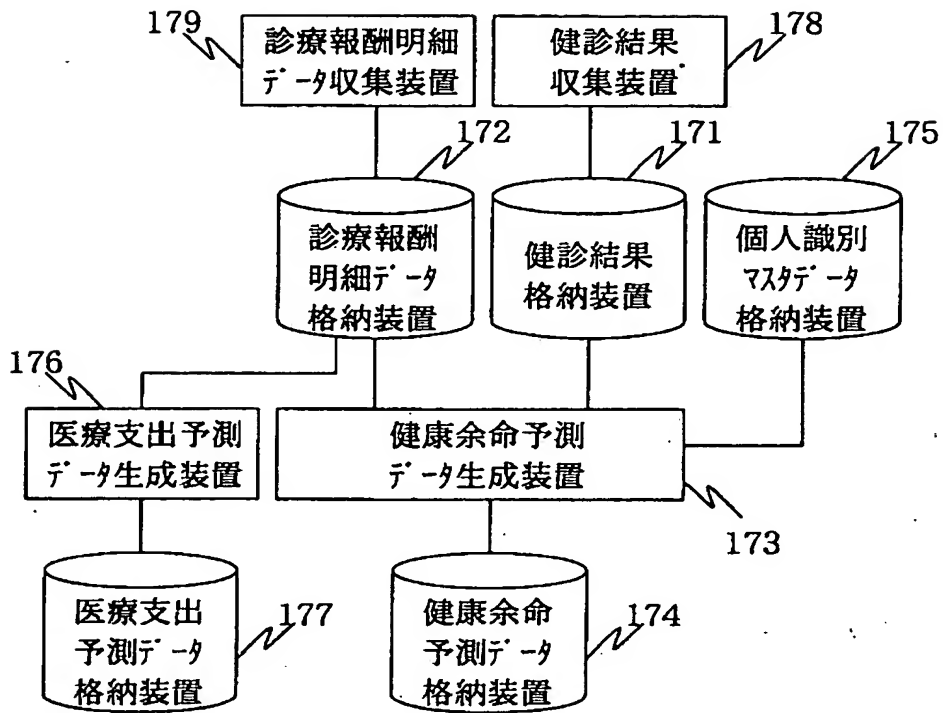 179
診療報酬明細
データ収集装置
健診結果
収集装置
178
172
171
175
診療報酬
明細データ
格納装置
健診結果
格納装置
個人識別
マスタデータ
格納装置
176
医療支出予測
データ生成装置
健康余命予測
データ生成装置
173
医療支出
予測データ
格納装置
177
健康余命
予測データ
格納装置
174